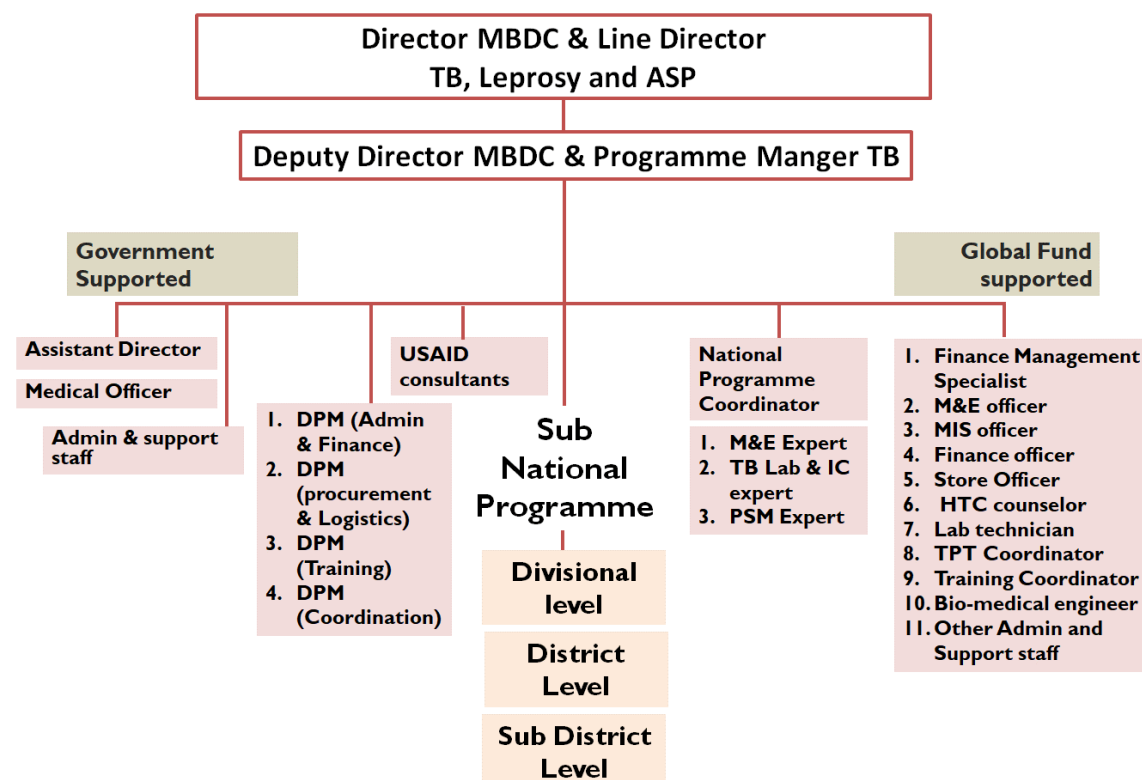 Director MBDC & Line Director
TB, Leprosy and ASP
Deputy Director MBDC & Programme Manger TB
Government
Supported
Global Fund
supported
Assistant Director
Medical Officer
Admin & support
staff
1. DPM (Admin
& Finance)
2. DPM
(procurement
& Logistics)
3. DPM
(Training)
4. DPM
(Coordination)
USAID
consultants
Sub
National
Programme
Divisional
level
District
Level
Sub District
Level
National
Programme
Coordinator
1. M&E Expert
2. TB Lab & IC
expert
3. PSM Expert
1. Finance Management
Specialist
2. M&E officer
3. MIS officer
4. Finance officer
5. Store Officer
6. HTC counselor
7. Lab technician
8. TPT Coordinator
9. Training Coordinator
10. Bio-medical engineer
11. Other Admin and
Support staff